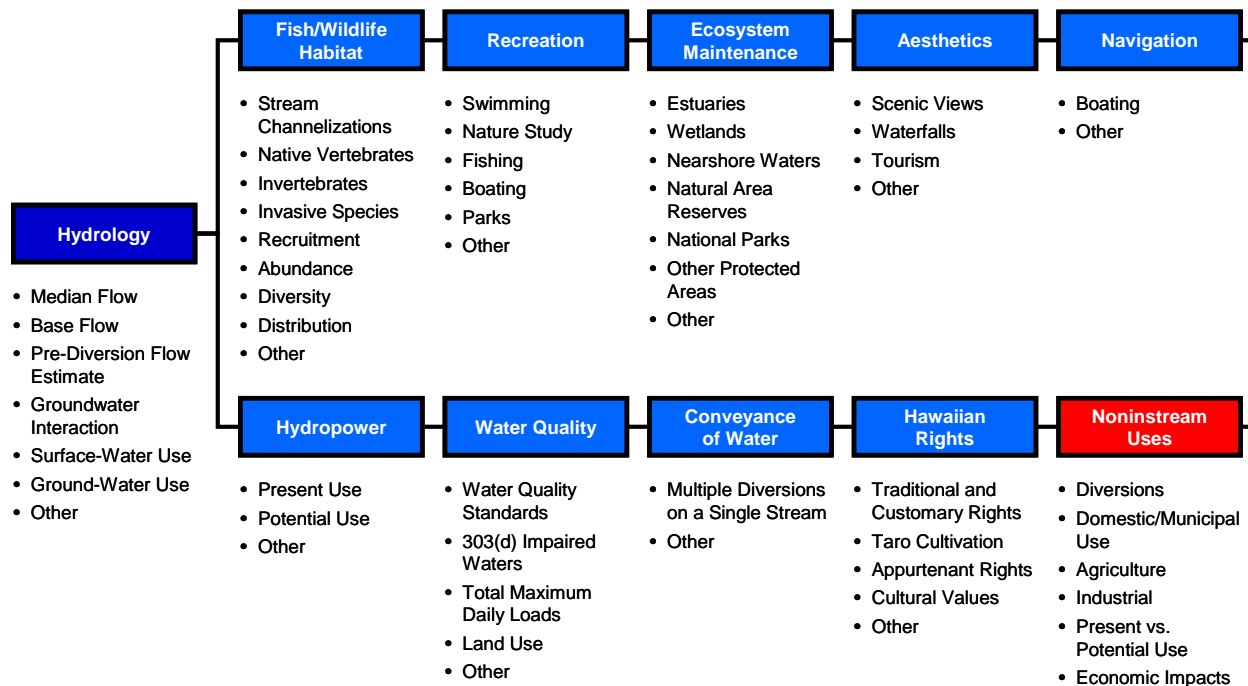 Fish/Wildlife
Habitat
• Stream
Channelizations
• Native Vertebrates
• Invertebrates
• Invasive Species
• Recruitment
• Abundance
• Diversity
• Distribution
• Other
Recreation
• Swimming
• Nature Study
• Fishing
• Boating
• Parks
• Other
Ecosystem
Maintenance
• Estuaries
• Wetlands
• Nearshore Waters
• Natural Area
Reserves
• National Parks
• Other Protected
Areas
• Other
Aesthetics
• Scenic Views
• Waterfalls
• Tourism
• Other
Navigation
• Boating
• Other
Hydrology
• Median Flow
• Base Flow
• Pre-Diversion Flow
Estimate
• Groundwater
Interaction
• Surface-Water Use
• Ground-Water Use
• Other
Hydropower
• Present Use
• Potential Use
• Other
Water Quality
• Water Quality
Standards
• 303(d) Impaired
Waters
• Total Maximum
Daily Loads
• Land Use
• Other
Conveyance
of Water
• Multiple Diversions
on a Single Stream
• Other
Hawaiian
Rights
• Traditional and
Customary Rights
• Taro Cultivation
• Appurtenant Rights
• Cultural Values
• Other
Noninstream
Uses
• Diversions
• Domestic/Municipal
Use
• Agriculture
• Industrial
• Present vs.
Potential Use
• Economic Impacts